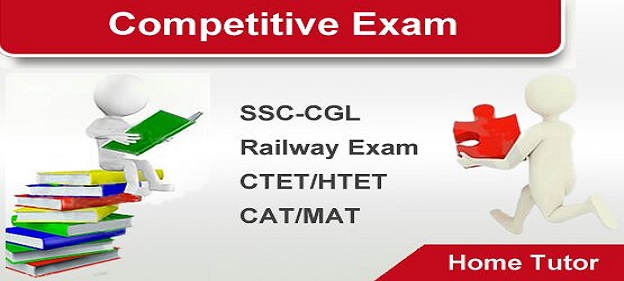 Competitive Exam
SSC-CGL
Railway Exam
CTET/HTET
CAT/MAT
Home Tutor